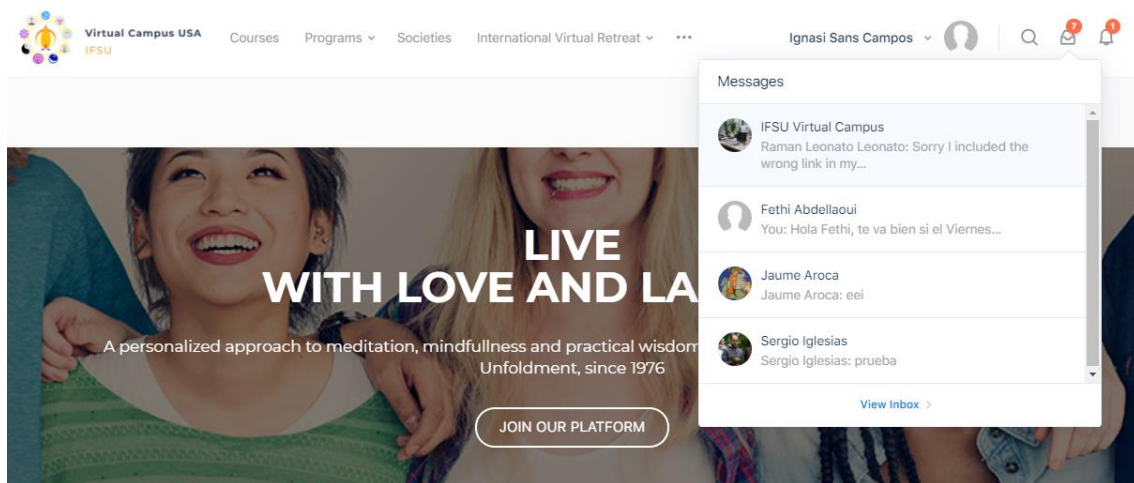 Virtual Campus USA
IFSU
Courses
Programs
Societies
International Virtual Retreat
Ignasi Sans Campos
7
1
Messages
IFSU Virtual Campus
Raman Leonato Leonato: Sorry I included the
wrong link in my...
Fethi Abdellaoui
You: Hola Fethi, te va bien si el Viernes...
Jaume Aroca
Jaume Aroca: eei
Sergio Iglesias
Sergio Iglesias: prueba
View Inbox
LIVE
WITH LOVE AND LA
A personalized approach to meditation, mindfullness and practical wisdom
Unfoldment, since 1976
JOIN OUR PLATFORM